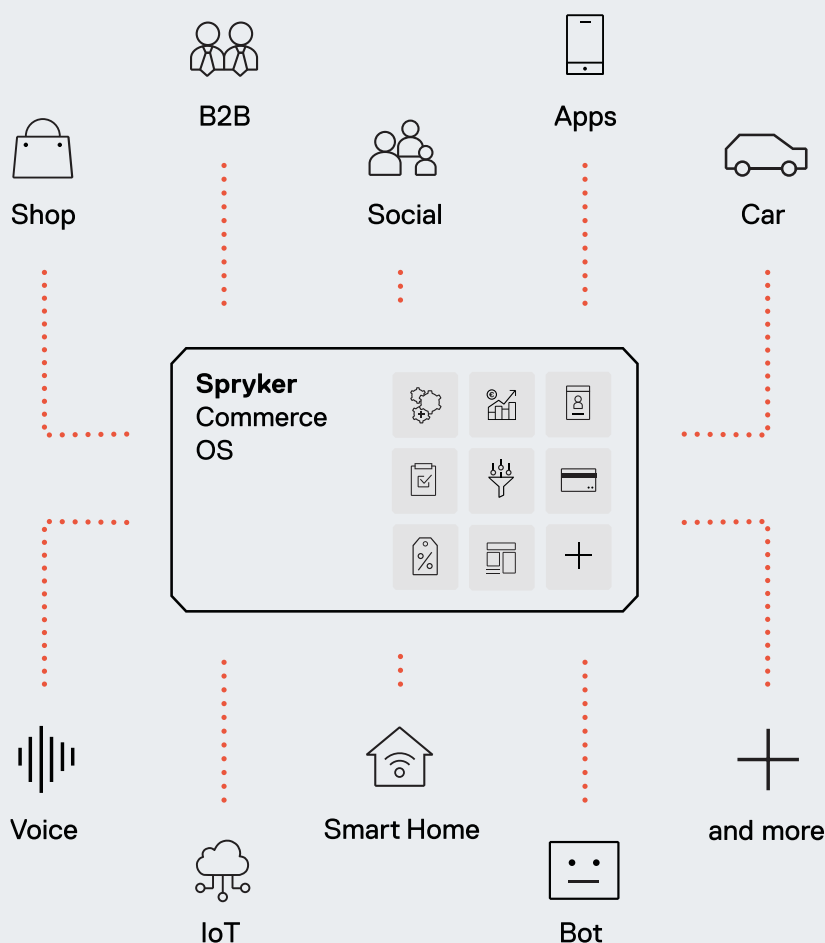 B2B
Apps
Shop
Social
Car
Spryker
Commerce
OS
Voice
Smart Home
and more
IoT
Bot